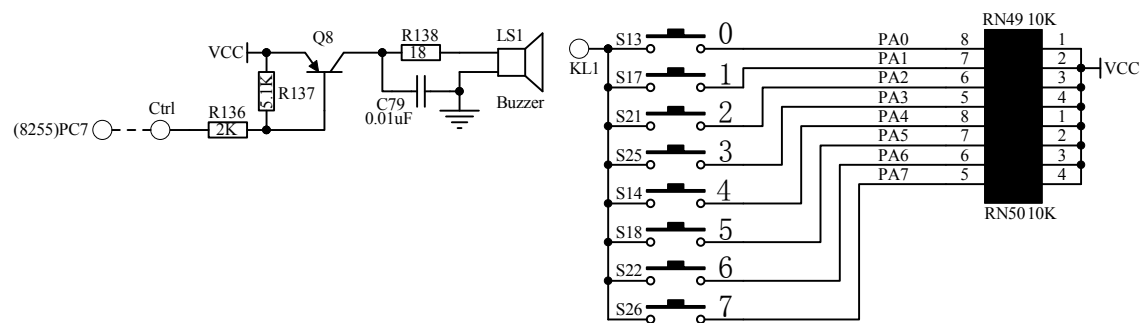 VCC
Q8
R138
18
LS1
Buzzer
5.1K
R137
C79
0.01uF
(8255)PC7
Ctrl
R136
2K
KL1
S13
0
S17
1
S21
2
S25
3
S14
4
S18
5
S22
6
S26
7
RN49 10K
PA0 8 1
PA1 7 2
PA2 6 3
PA3 5 4
PA4 8 1
PA5 7 2
PA6 6 3
PA7 5 4
VCC
RN50 10K